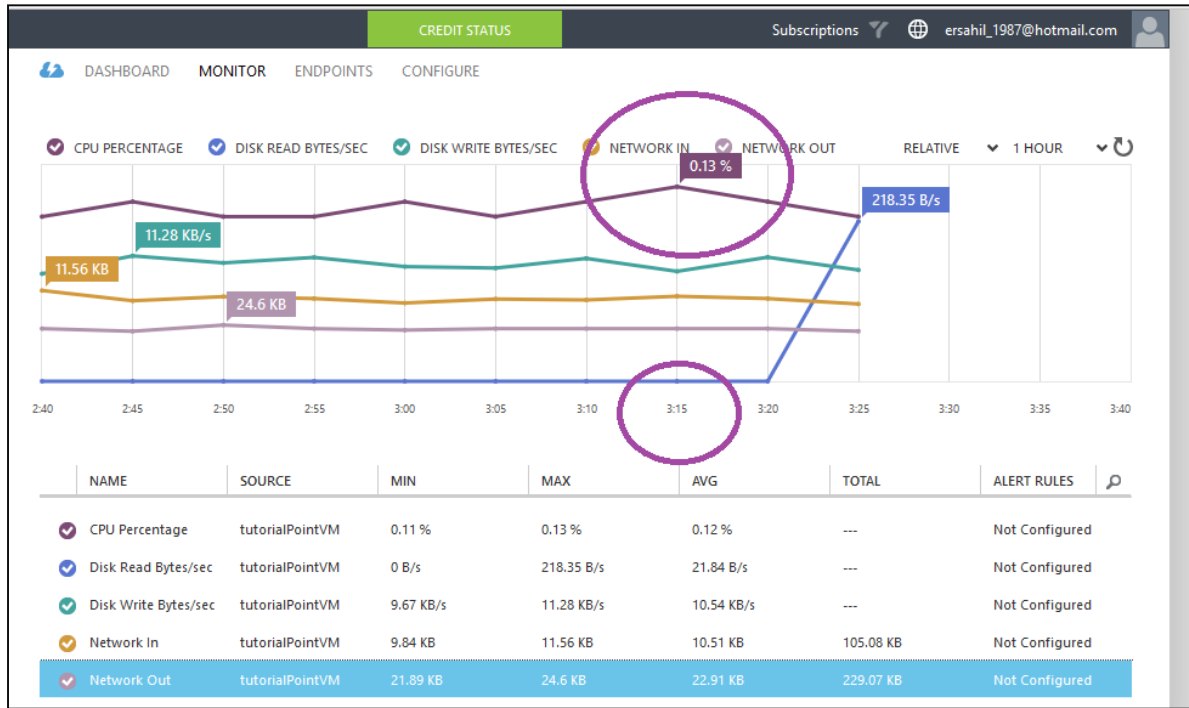 CREDIT STATUS Subscriptions ersahil_1987@hotmail.com
DASHBOARD MONITOR ENDPOINTS CONFIGURE
CPU PERCENTAGE DISK READ BYTES/SEC DISK WRITE BYTES/SEC NETWORK IN NETWORK OUT RELATIVE 1 HOUR
0.13 %
218.35 B/s
11.28 KB/s
11.56 KB
24.6 KB
2:40 2:45 2:50 2:55 3:00 3:05 3:10 3:15 3:20 3:25 3:30 3:35 3:40
NAME SOURCE MIN MAX AVG TOTAL ALERT RULES
CPU Percentage tutorialPointVM 0.11 % 0.13 % 0.12 % --- Not Configured
Disk Read Bytes/sec tutorialPointVM 0 B/s 218.35 B/s 21.84 B/s --- Not Configured
Disk Write Bytes/sec tutorialPointVM 9.67 KB/s 11.28 KB/s 10.54 KB/s --- Not Configured
Network In tutorialPointVM 9.84 KB 11.56 KB 10.51 KB 105.08 KB Not Configured
Network Out tutorialPointVM 21.89 KB 24.6 KB 22.91 KB 229.07 KB Not Configured